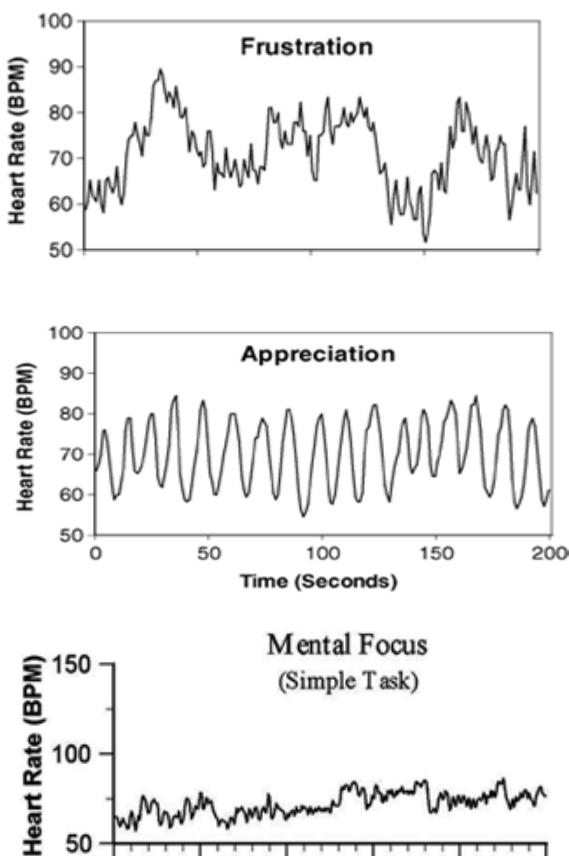 Frustration
Heart Rate (BPM)
100
90
80
70
60
50
Appreciation
Heart Rate (BPM)
100
90
80
70
60
50
0 50 100 150 200
Time (Seconds)
Mental Focus
(Simple Task)
Heart Rate (BPM)
150
100
50